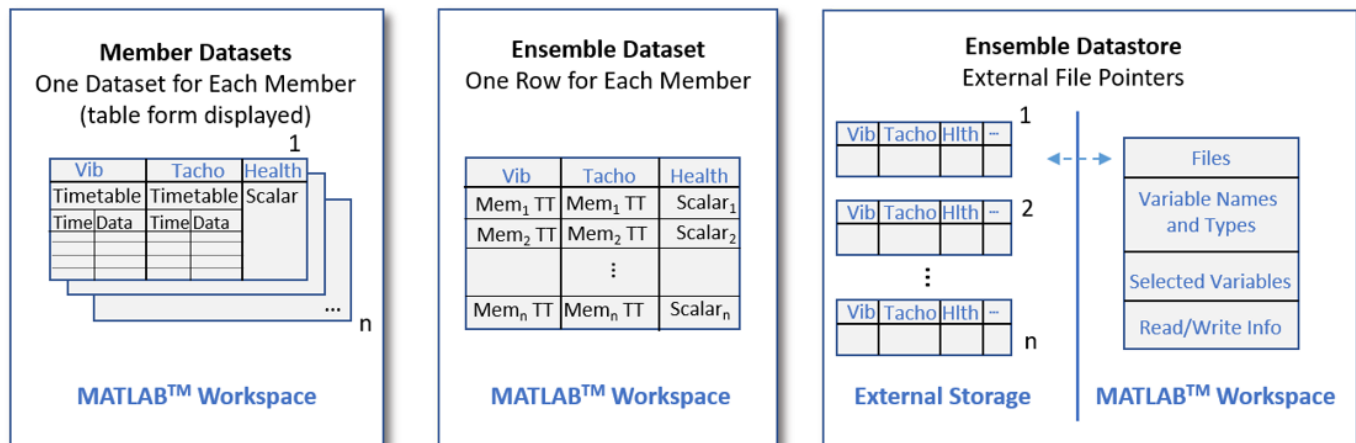 Member Datasets
One Dataset for Each Member
(table form displayed)
1
Vib Tacho Health
Timetable Timetable Scalar
Time Data Time Data
...
n
MATLAB™ Workspace
Ensemble Dataset
One Row for Each Member
Vib Tacho Health
Mem₁ TT Mem₁ TT Scalar₁
Mem₂ TT Mem₂ TT Scalar₂
⋮
Memₙ TT Memₙ TT Scalarₙ
MATLAB™ Workspace
Ensemble Datastore
External File Pointers
1
Vib Tacho Hlth ...
2
Vib Tacho Hlth ...
⋮
Vib Tacho Hlth ...
n
External Storage
Files
Variable Names
and Types
Selected Variables
Read/Write Info
MATLAB™ Workspace